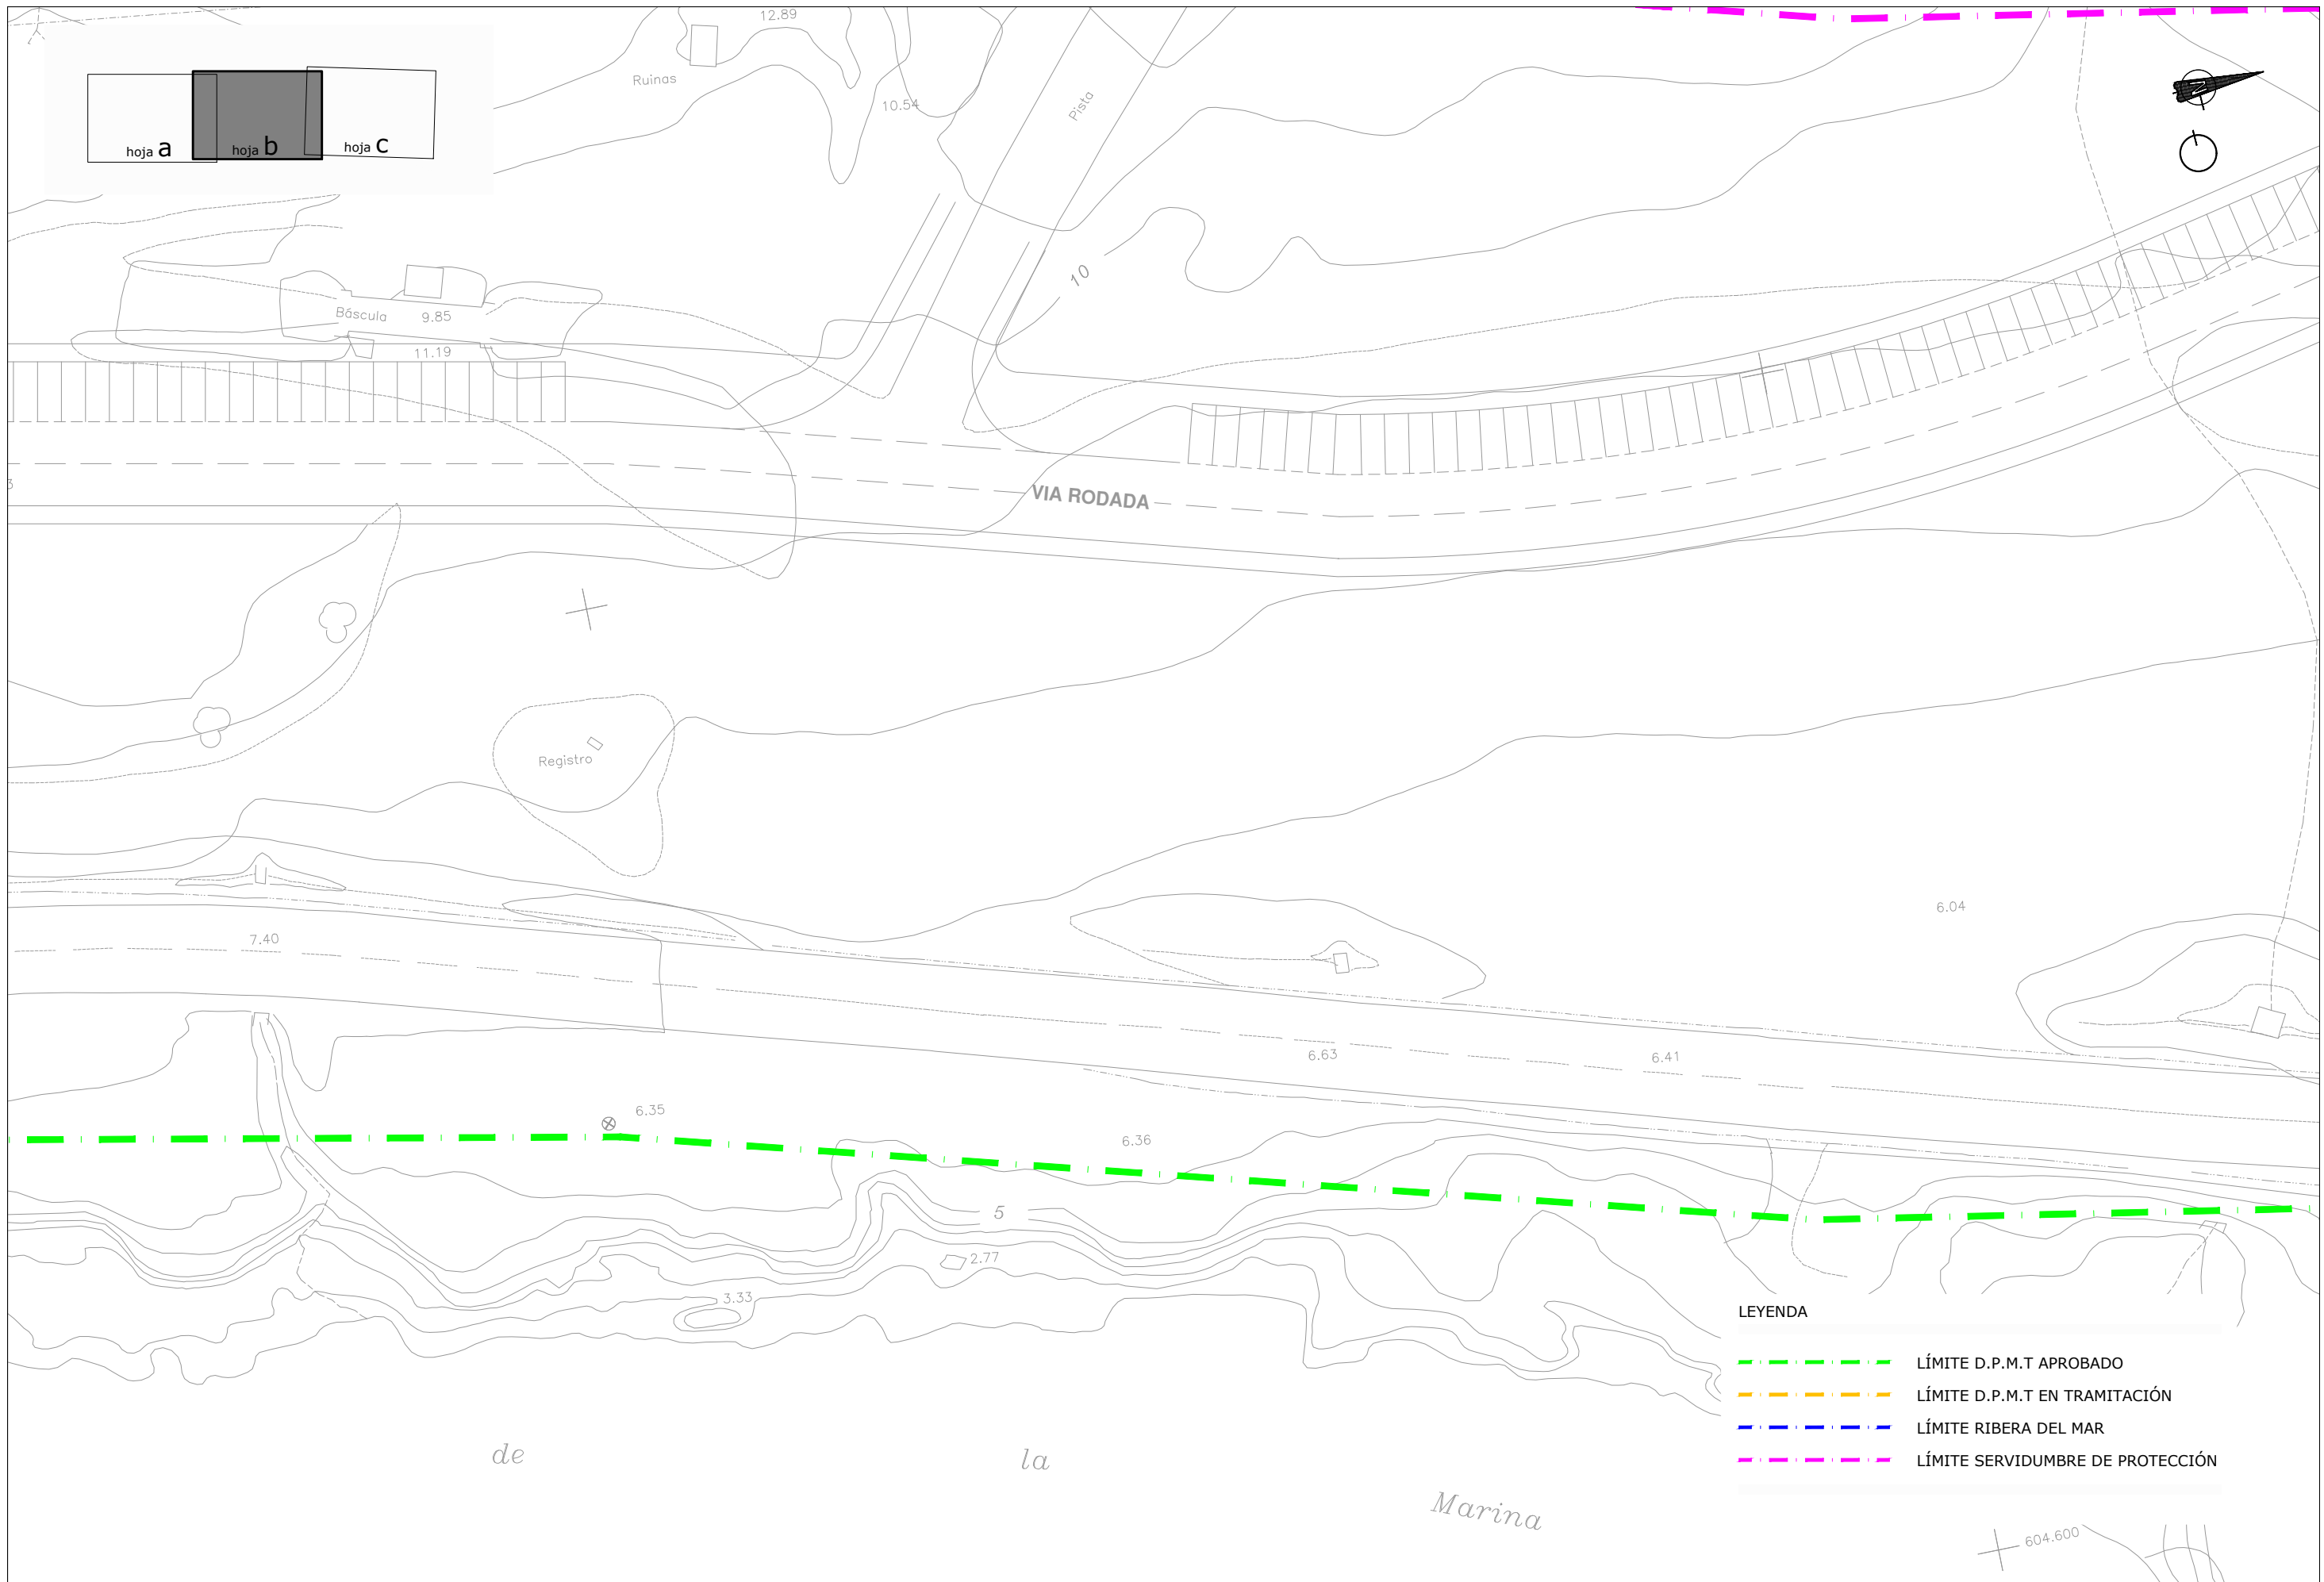 12.89
Ruinas
10.54
Pista
N
hoja a
hoja b
hoja c
10
Báscula
9.85
11.19
3
VIA RODADA
Registro
6.04
7.40
6.63
6.41
6.35
6.36
5
2.77
3.33
LEYENDA
LÍMITE D.P.M.T APROBADO
LÍMITE D.P.M.T EN TRAMITACIÓN
LÍMITE RIBERA DEL MAR
LÍMITE SERVIDUMBRE DE PROTECCIÓN
de
la
Marina
604.600